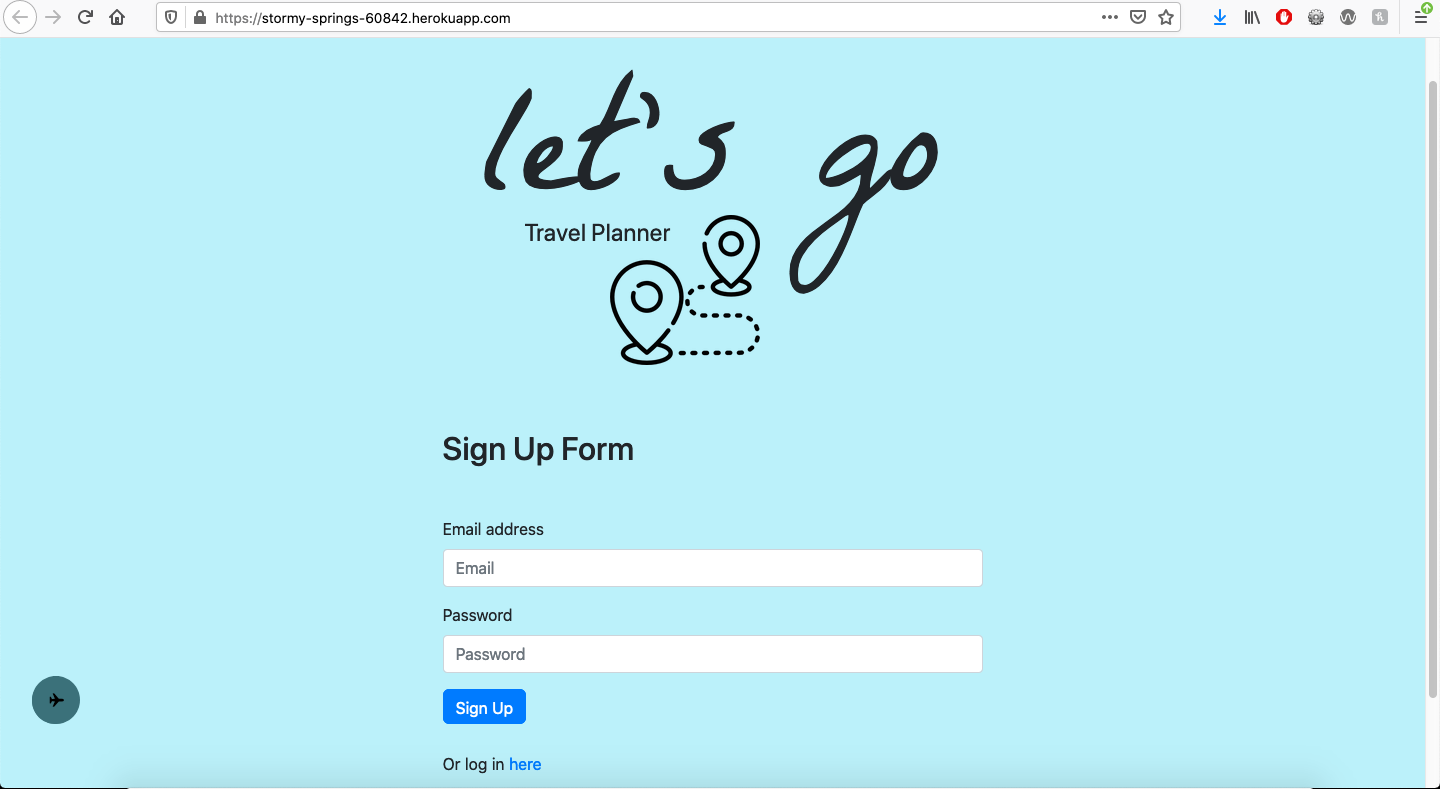 https://stormy-springs-60842.herokuapp.com
let's go
Travel Planner
Sign Up Form
Email address
Email
Password
Password
Sign Up
Or log in here